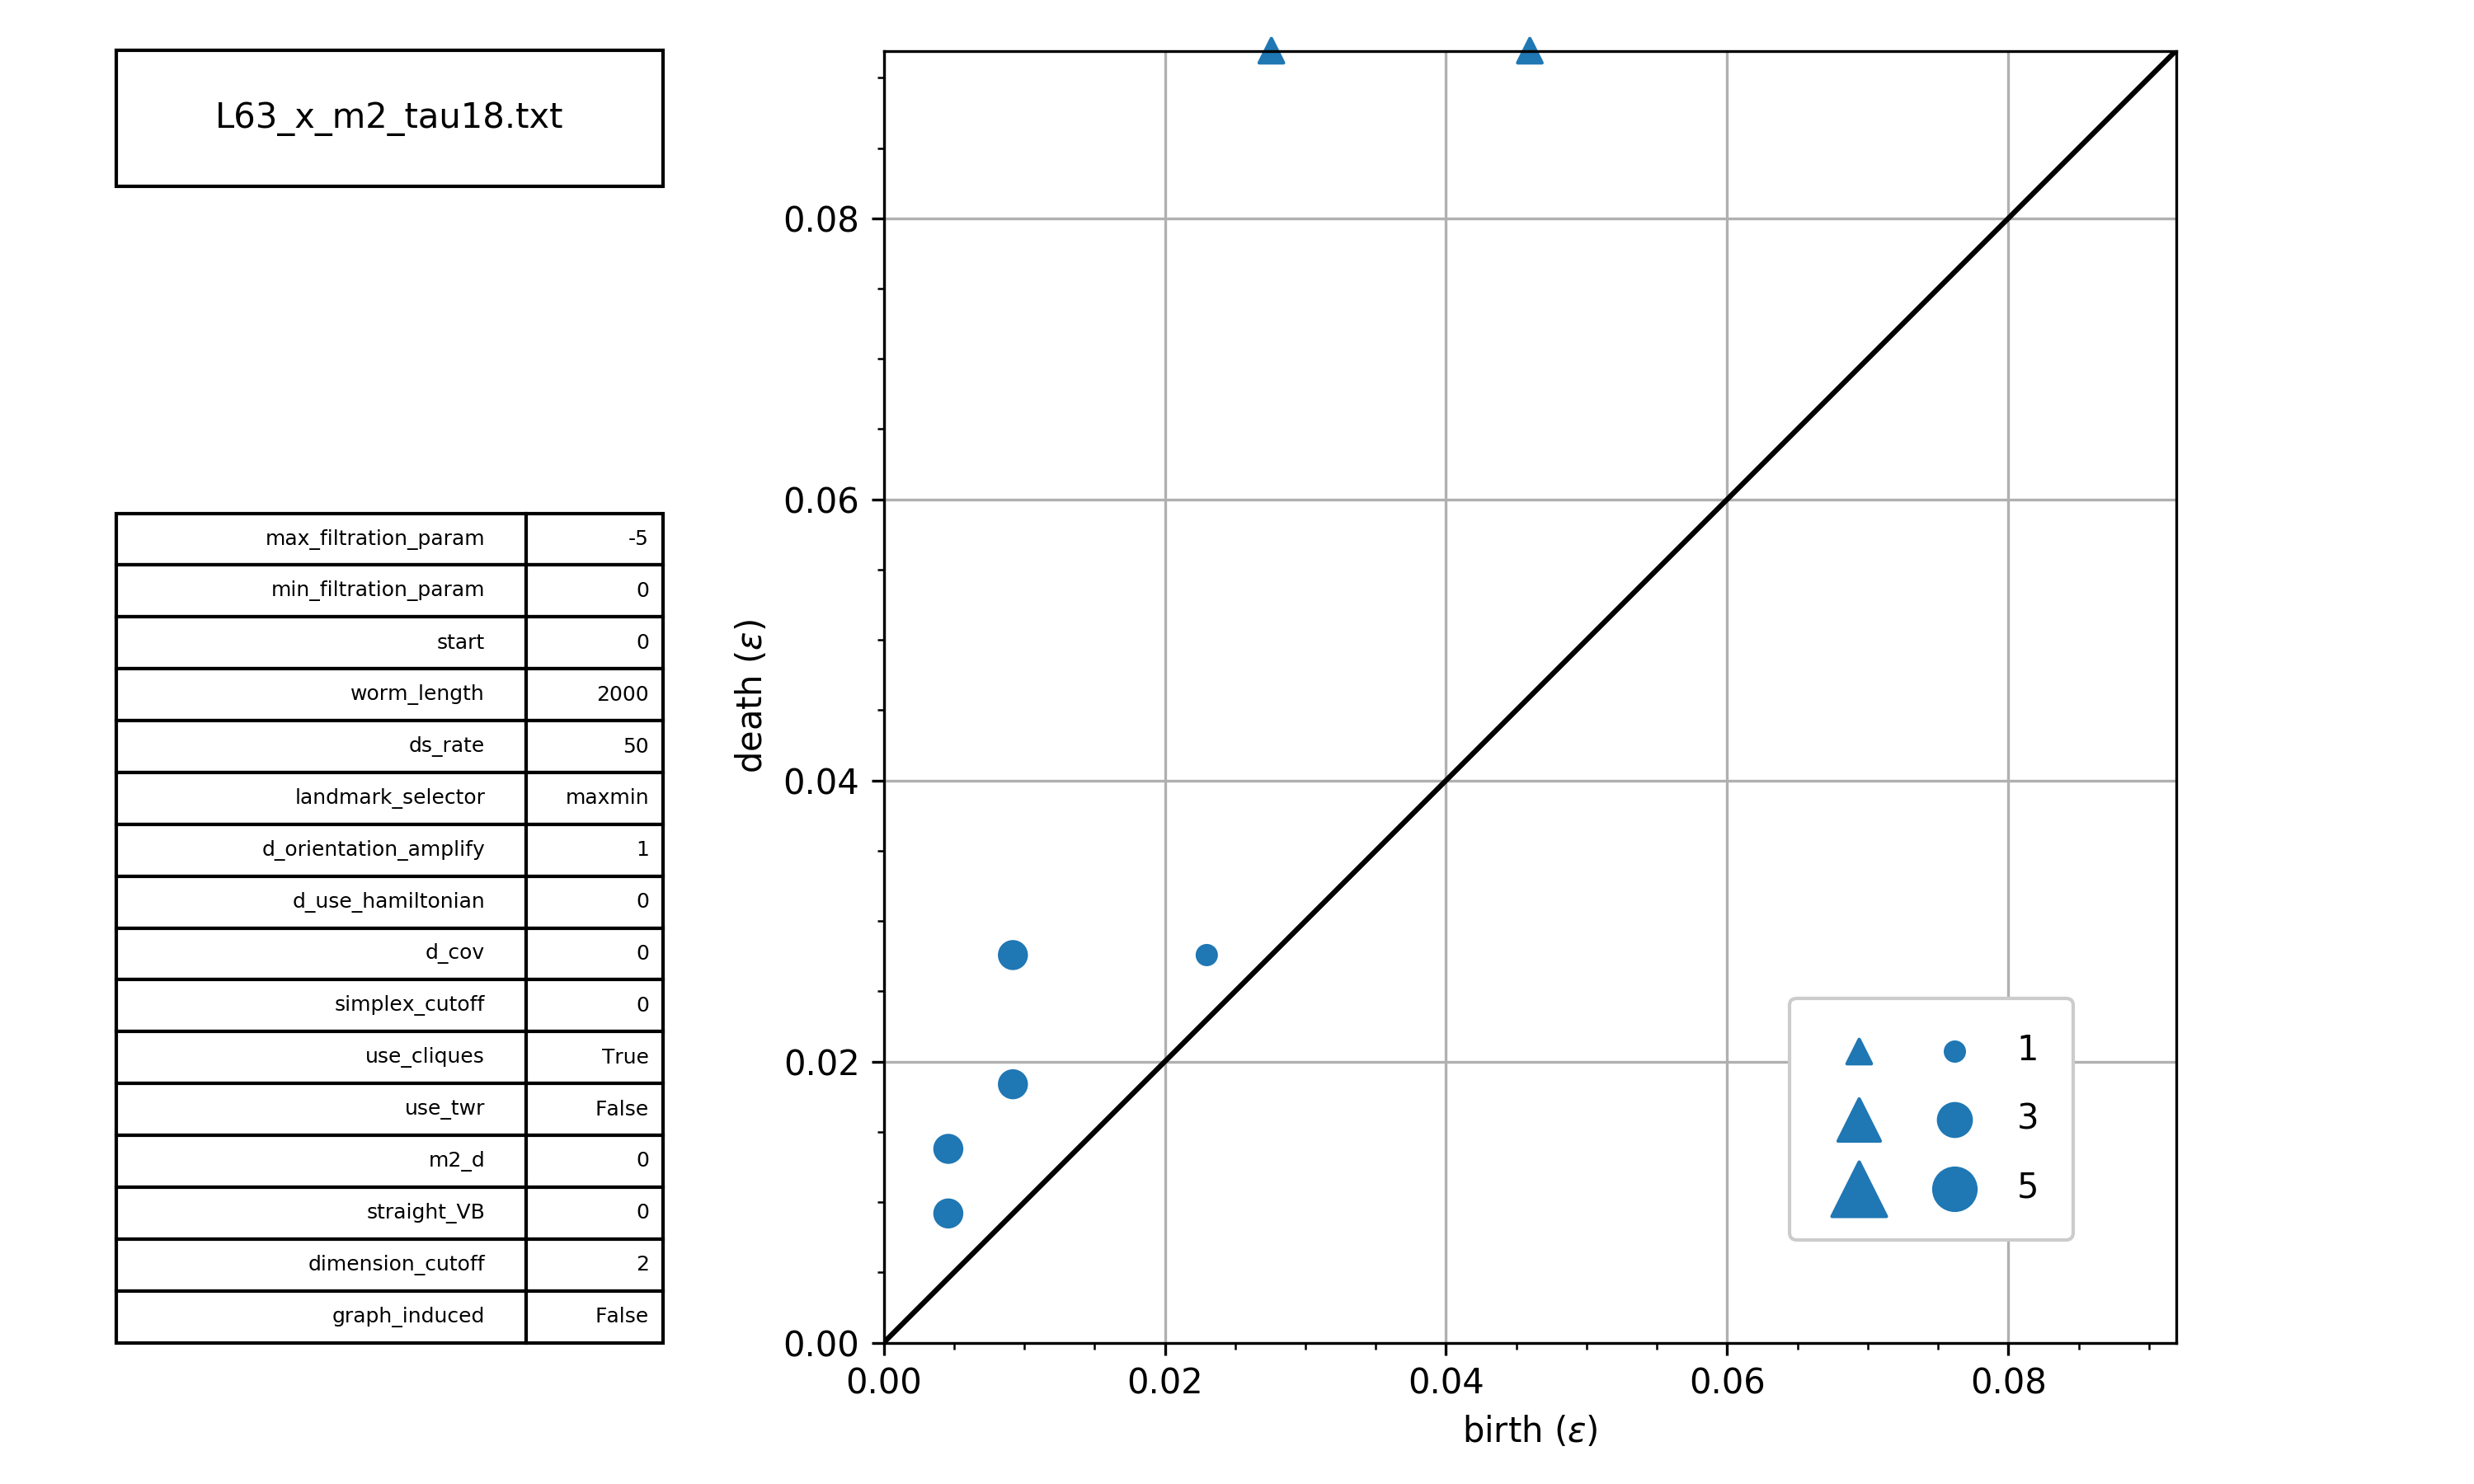 L63_x_m2_tau18.txt
max_filtration_param -5
min_filtration_param 0
start 0
worm_length 2000
ds_rate 50
landmark_selector maxmin
d_orientation_amplify 1
d_use_hamiltonian 0
d_cov 0
simplex_cutoff 0
use_cliques True
use_twr False
m2_d 0
straight_VB 0
dimension_cutoff 2
graph_induced False
death (ε)
0.08
0.06
0.04
0.02
0.00
0.00 0.02 0.04 0.06 0.08
birth (ε)
1
3
5